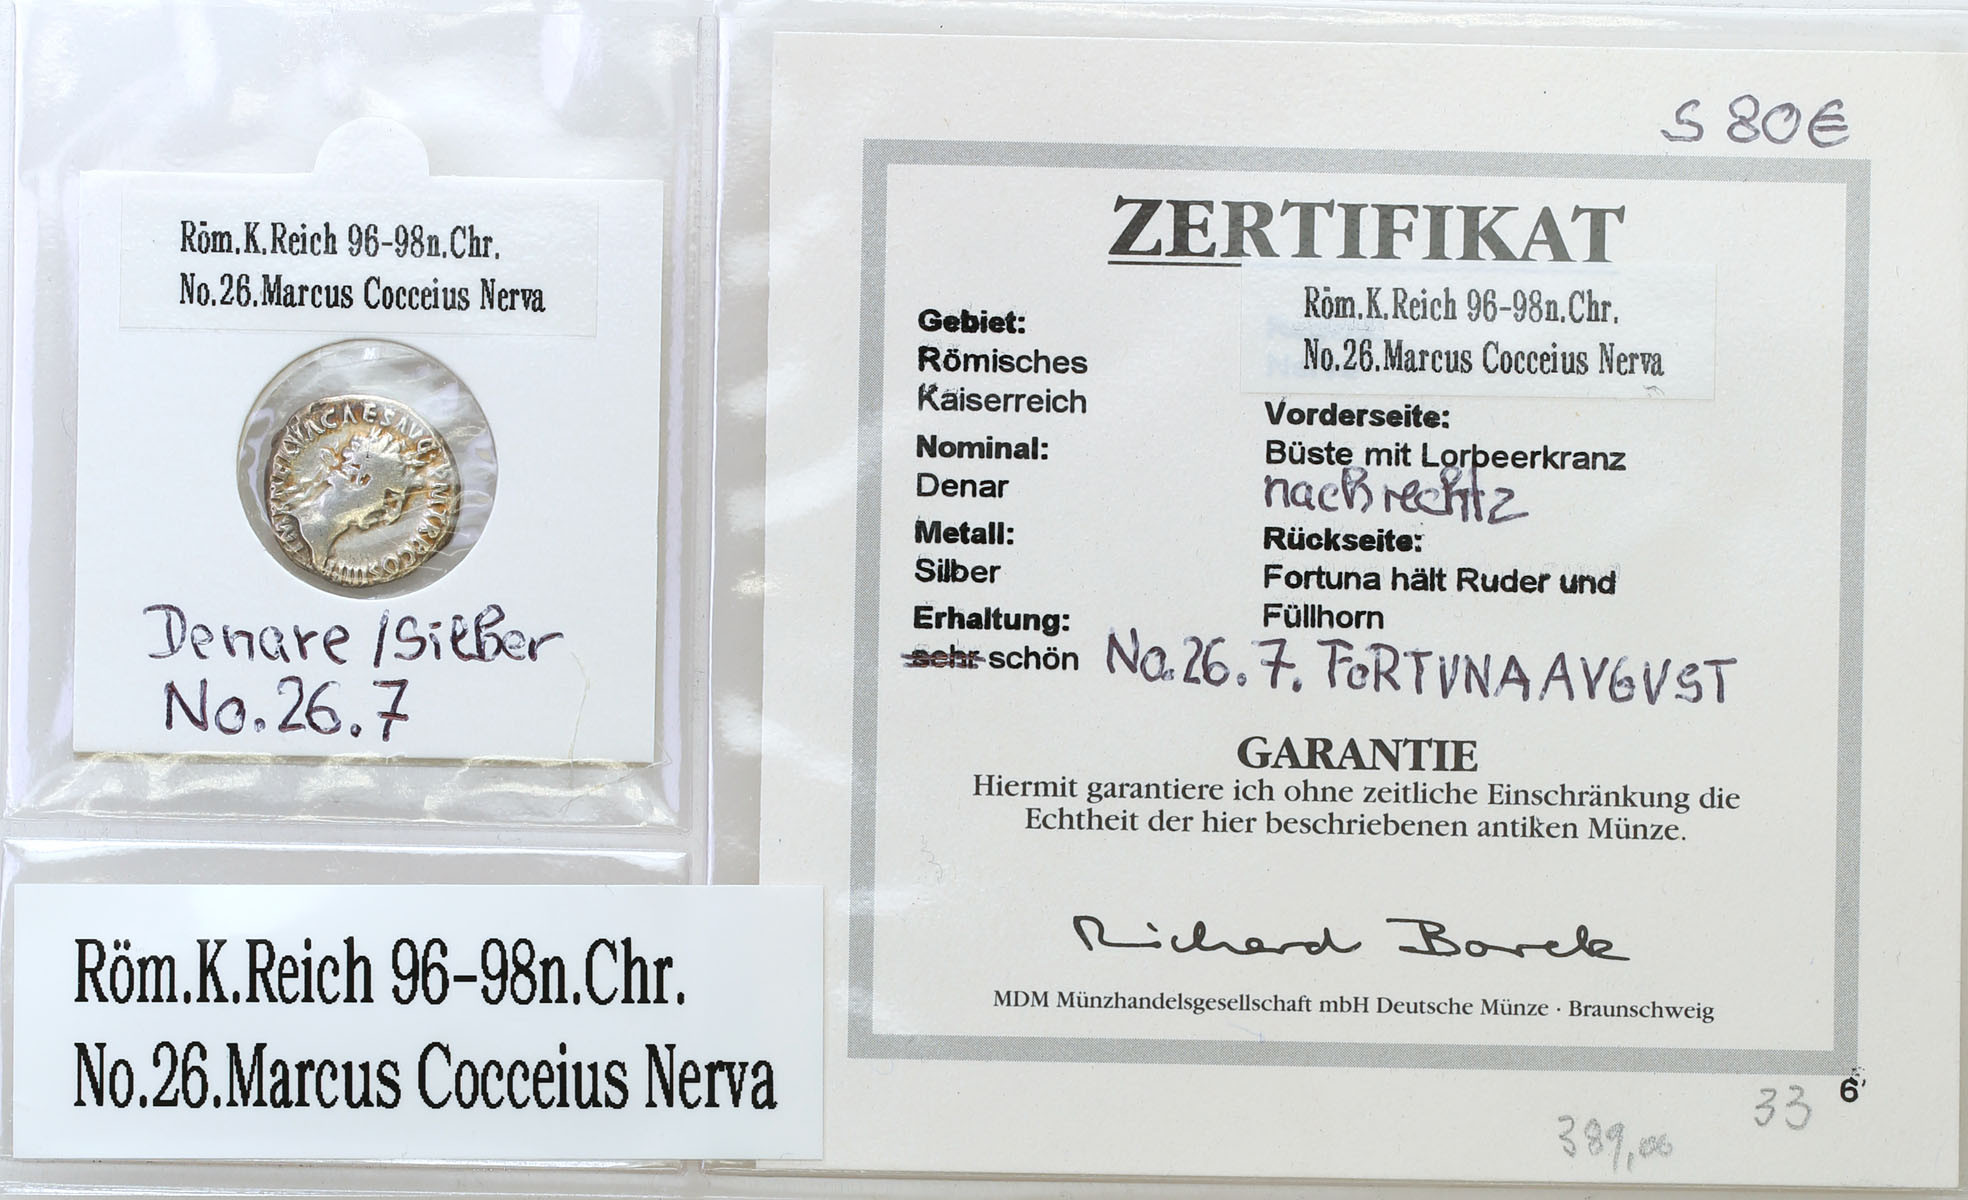 Röm.K.Reich 96-98n.Chr.
No.26.Marcus Cocceius Nerva
Denare / Silber
No.26.7
Röm.K.Reich 96-98n.Chr.
No.26.Marcus Cocceius Nerva
S 80€
ZERTIFIKAT
Röm.K.Reich 96-98n.Chr.
No.26.Marcus Cocceius Nerva
Gebiet:
Römisches
Kaiserreich
Nominal:
Denar
Metall:
Silber
Erhaltung:
sehr schön
Vorderseite:
Büste mit Lorbeerkranz
nach rechtz
Rückseite:
Fortuna hält Ruder und
Füllhorn
No.26.7. FORTVNA AVGVST
GARANTIE
Hiermit garantiere ich ohne zeitliche Einschränkung die
Echtheit der hier beschriebenen antiken Münze.
Richard Borek
MDM Münzhandelsgesellschaft mbH Deutsche Münze · Braunschweig
6
33
389,00